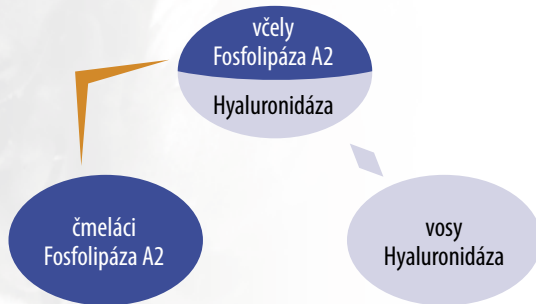 včely
Fosfolipáza A2
Hyaluronidáza
čmeláci
Fosfolipáza A2
vosy
Hyaluronidáza